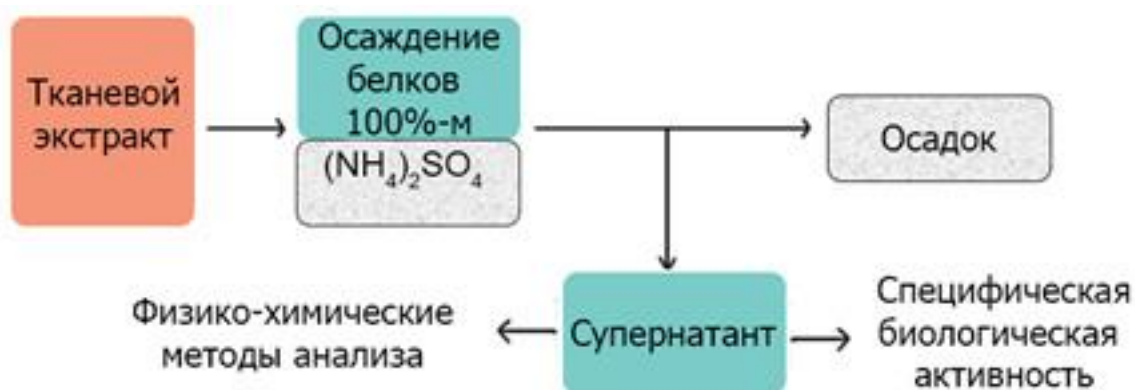 Тканевой
экстракт
Осаждение
белков
100%-м
(NH₄)₂SO₄
Осадок
Физико-химические
методы анализа
Супернатант
Специфическая
биологическая
активность